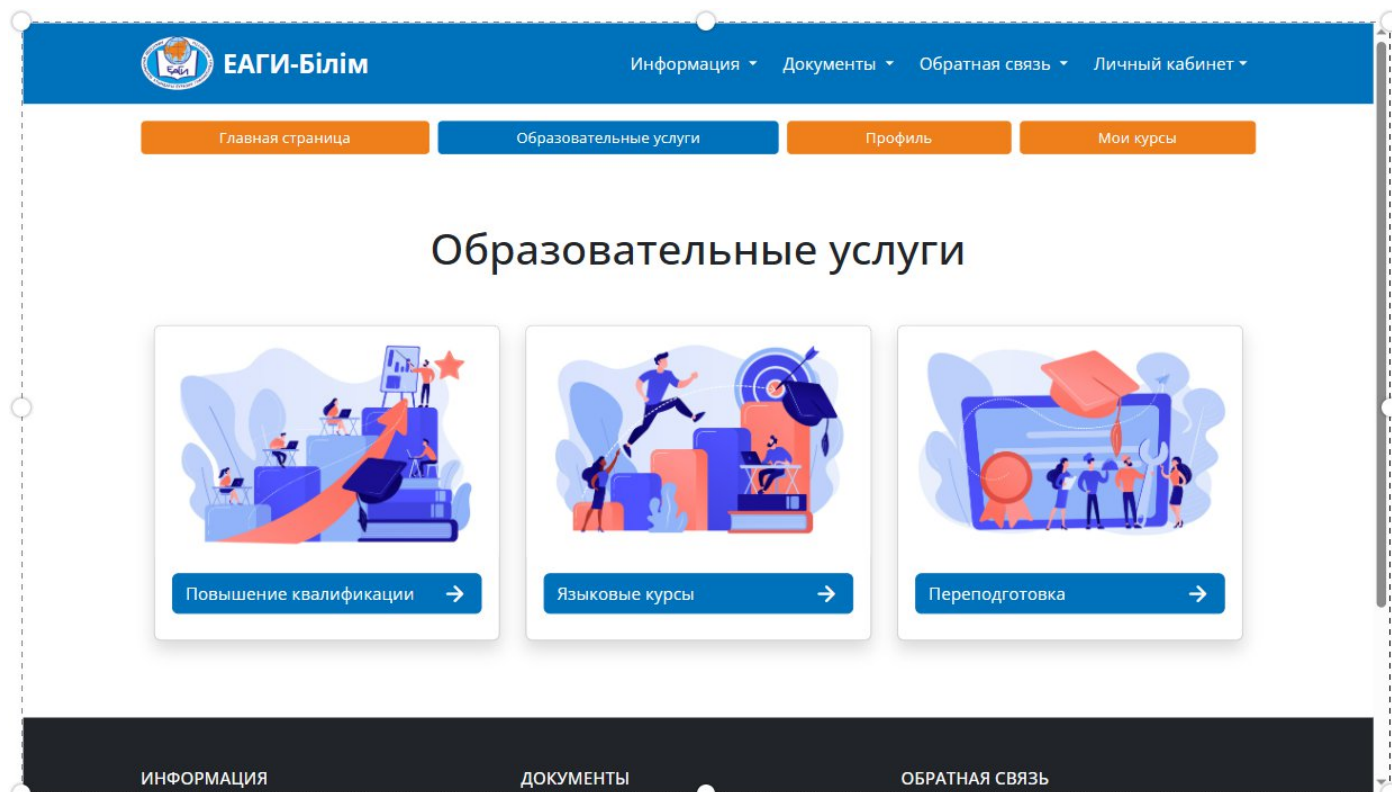 ЕАГИ
ЕАГИ-Білім
Информация
Документы
Обратная связь
Личный кабинет
Главная страница
Образовательные услуги
Профиль
Мои курсы
Образовательные услуги
Повышение квалификации
Языковые курсы
Переподготовка
ИНФОРМАЦИЯ
ДОКУМЕНТЫ
ОБРАТНАЯ СВЯЗЬ